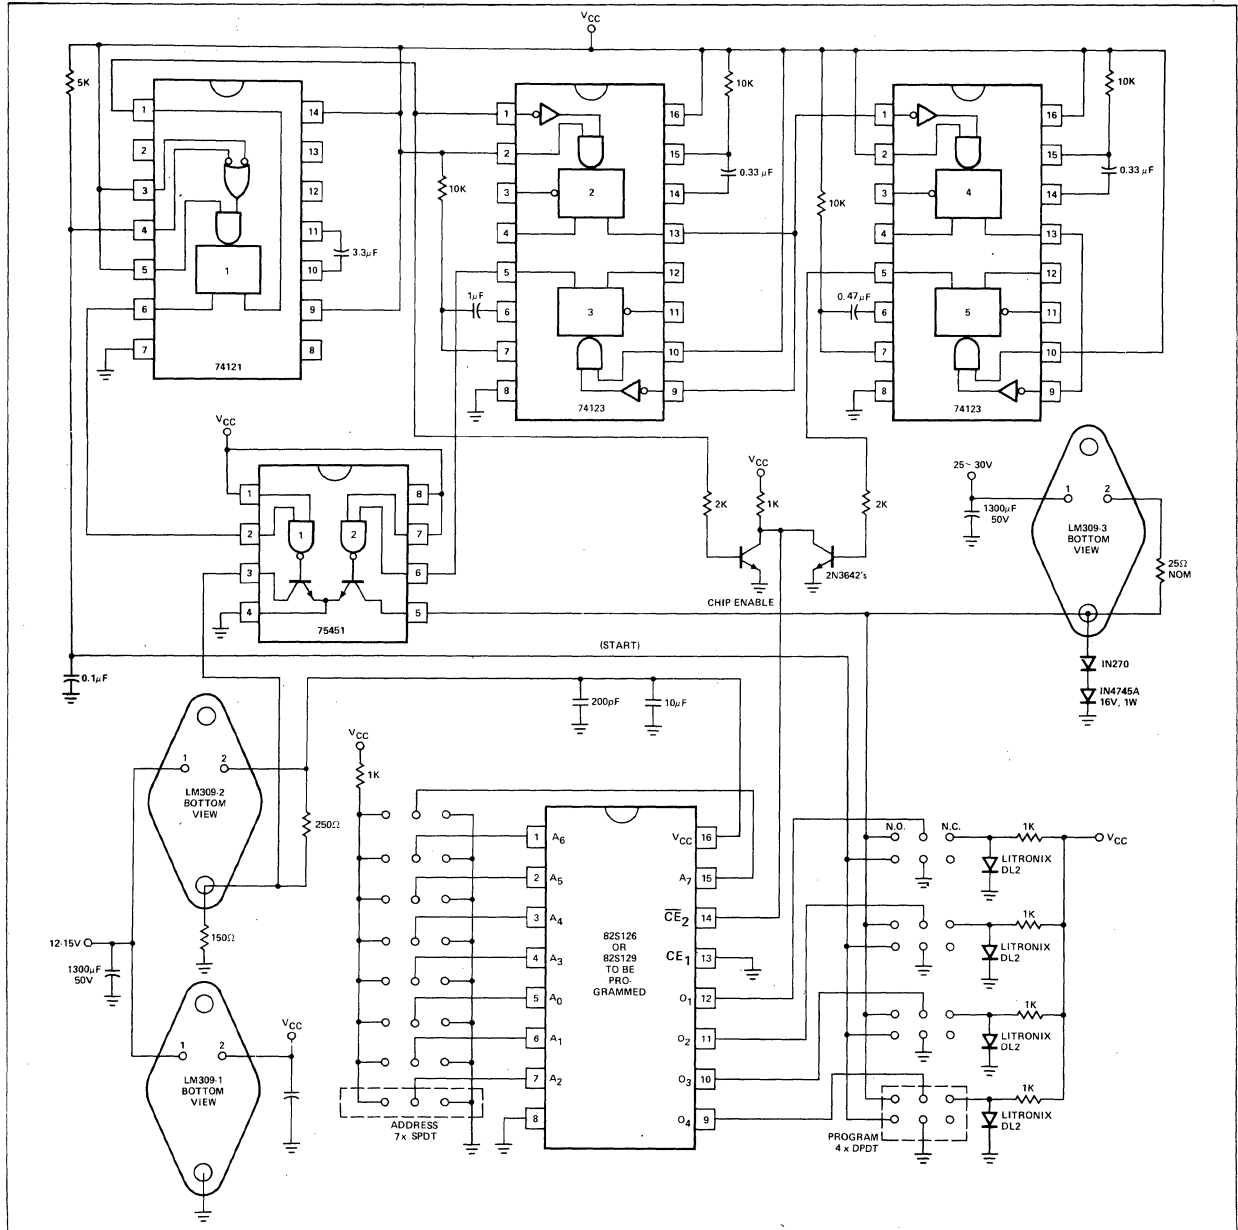 VCC
5K
1
2
3
4
5
6
7
14
13
12
11
10
9
8
1
3.3μF
74121
10K
1μF
1
2
3
4
5
6
7
8
16
15
14
13
12
11
10
9
2
3
74123
10K
0.33 μF
10K
0.47μF
1
2
3
4
5
6
7
8
16
15
14
13
12
11
10
9
4
5
74123
10K
0.33 μF
VCC
1
2
3
4
8
7
6
5
1
2
75451
2K
VCC
1K
2K
2N3642's
CHIP ENABLE
25~30V
1300μF
50V
1
2
LM309-3
BOTTOM
VIEW
25Ω
NOM
IN270
IN4745A
16V, 1W
(START)
0.1μF
200pF
10μF
1
2
LM309-2
BOTTOM
VIEW
250Ω
150Ω
12-15V
1300μF
50V
VCC
1
2
LM309-1
BOTTOM
VIEW
VCC
1K
ADDRESS
7x SPDT
1 A6
2 A5
3 A4
4 A3
5 A0
6 A1
7 A2
8
VCC 16
A7 15
CE2 14
CE1 13
O1 12
O2 11
O3 10
O4 9
82S126
OR
82S129
TO BE
PRO-
GRAMMED
N.O. N.C.
1K
VCC
LITRONIX
DL2
1K
LITRONIX
DL2
1K
LITRONIX
DL2
1K
LITRONIX
DL2
PROGRAM
4 x DPDT